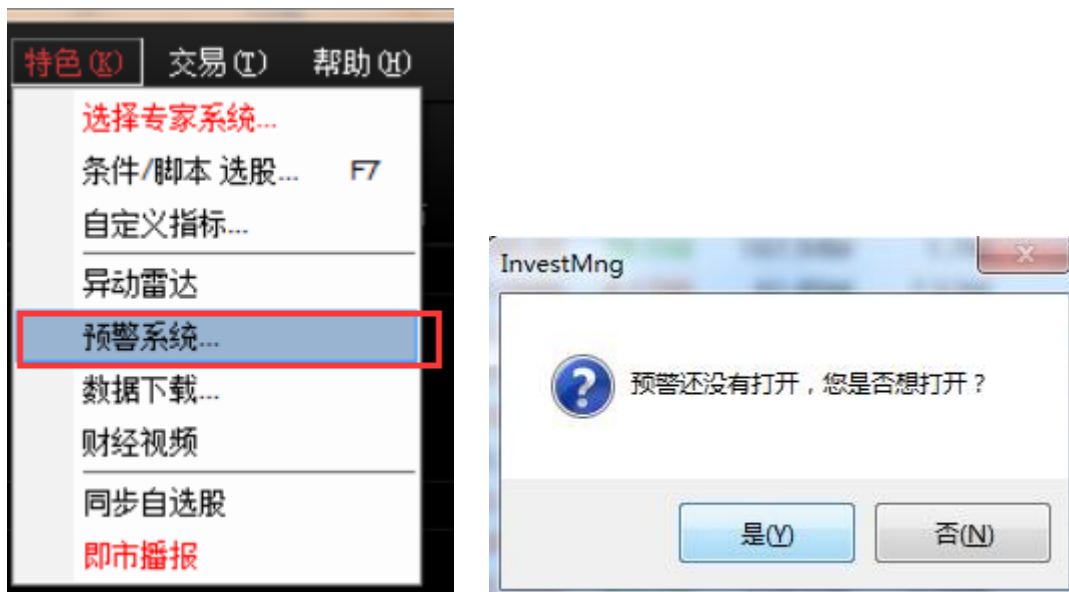 特色(K) 交易(T) 帮助(H)
选择专家系统...
条件/脚本 选股... F7
自定义指标...
异动雷达
预警系统...
数据下载...
财经视频
同步自选股
即市播报
InvestMng
预警还没有打开，您是否想打开？
是(Y) 否(N)